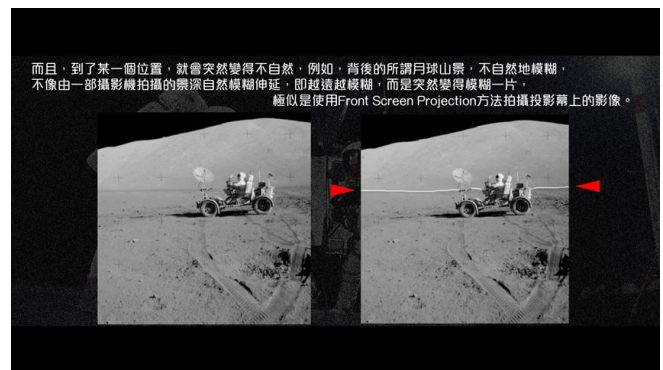 而且，到了某一個位置，就會突然變得不自然，例如，背後的所謂月球山景，不自然地模糊，
不像由一部攝影機拍攝的景深自然模糊伸延，即越遠越模糊，而是突然變得模糊一片，
極似是使用Front Screen Projection方法拍攝投影幕上的影像。